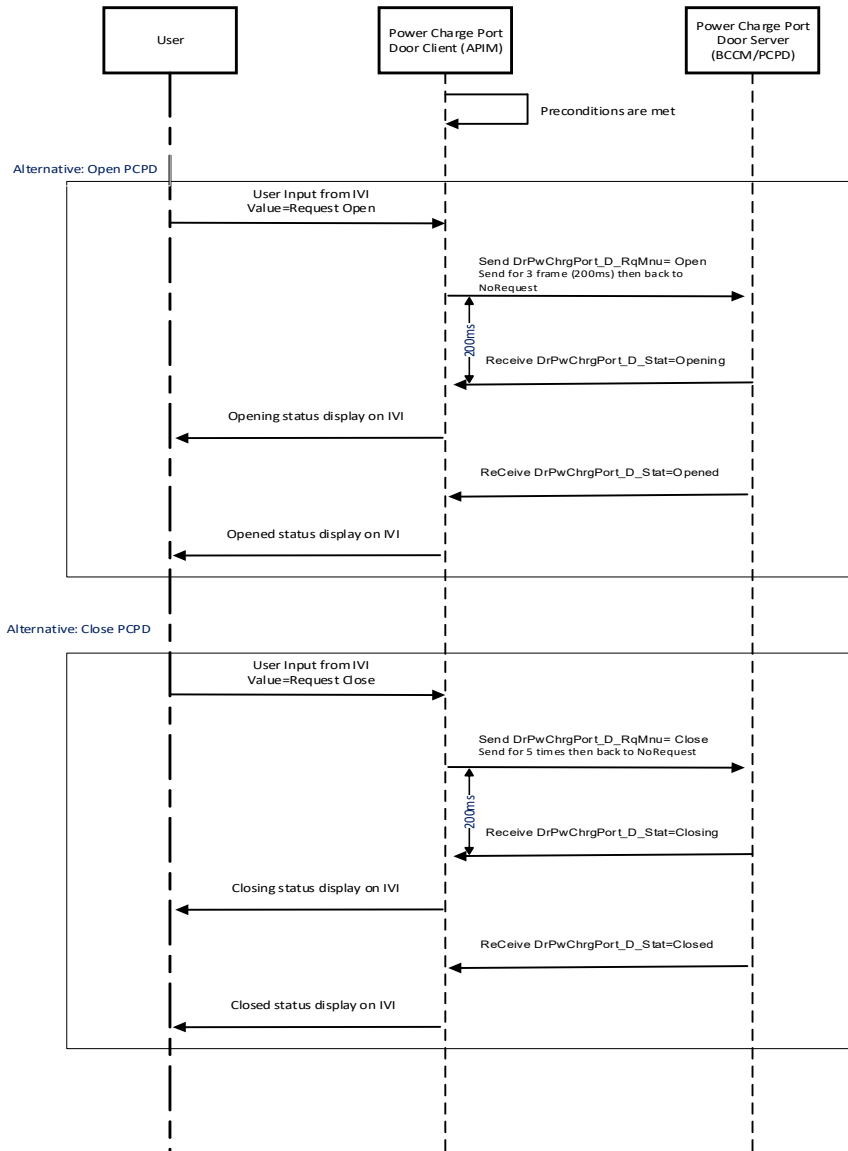 User
Power Charge Port
Door Client (APIM)
Power Charge Port
Door Server
(BCCM/PCPD)
Preconditions are met
Alternative: Open PCPD
User Input from IVI
Value=Request Open
Send DrPwChrgPort_D_RqMnu= Open
Send for 3 frame (200ms) then back to
NoRequest
200ms
Receive DrPwChrgPort_D_Stat=Opening
Opening status display on IVI
ReCeive DrPwChrgPort_D_Stat=Opened
Opened status display on IVI
Alternative: Close PCPD
User Input from IVI
Value=Request Close
Send DrPwChrgPort_D_RqMnu= Close
Send for 5 times then back to NoRequest
200ms
Receive DrPwChrgPort_D_Stat=Closing
Closing status display on IVI
ReCeive DrPwChrgPort_D_Stat=Closed
Closed status display on IVI